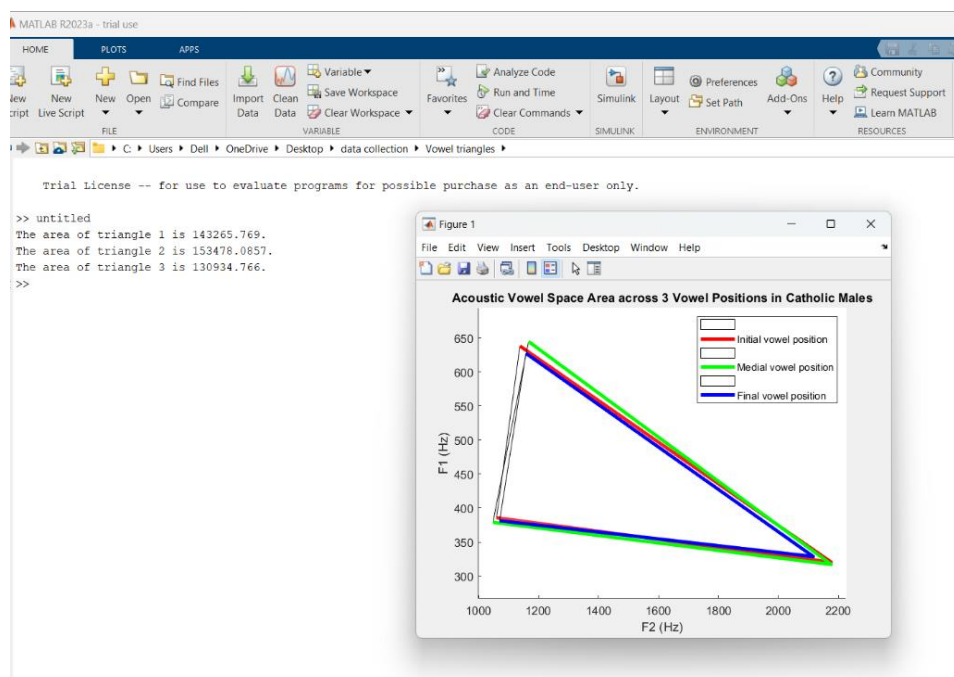 MATLAB R2023a - trial use
HOME PLOTS APPS
New New New Open Find Files Import Clean Variable Favorites Analyze Code Simulink Layout Preferences Add-Ons Help Community
Live Script Compare Data Data Save Workspace Run and Time Set Path Request Support
Clear Workspace Clear Commands Learn MATLAB
FILE VARIABLE CODE SIMULINK ENVIRONMENT RESOURCES
C: Users Dell OneDrive Desktop data collection Vowel triangles
Trial License -- for use to evaluate programs for possible purchase as an end-user only.
>> untitled
The area of triangle 1 is 143265.769.
The area of triangle 2 is 153478.0857.
The area of triangle 3 is 130934.766.
>>
Figure 1
File Edit View Insert Tools Desktop Window Help
Acoustic Vowel Space Area across 3 Vowel Positions in Catholic Males
Initial vowel position
Medial vowel position
Final vowel position
F1 (Hz)
650
600
550
500
450
400
350
300
1000 1200 1400 1600 1800 2000 2200
F2 (Hz)